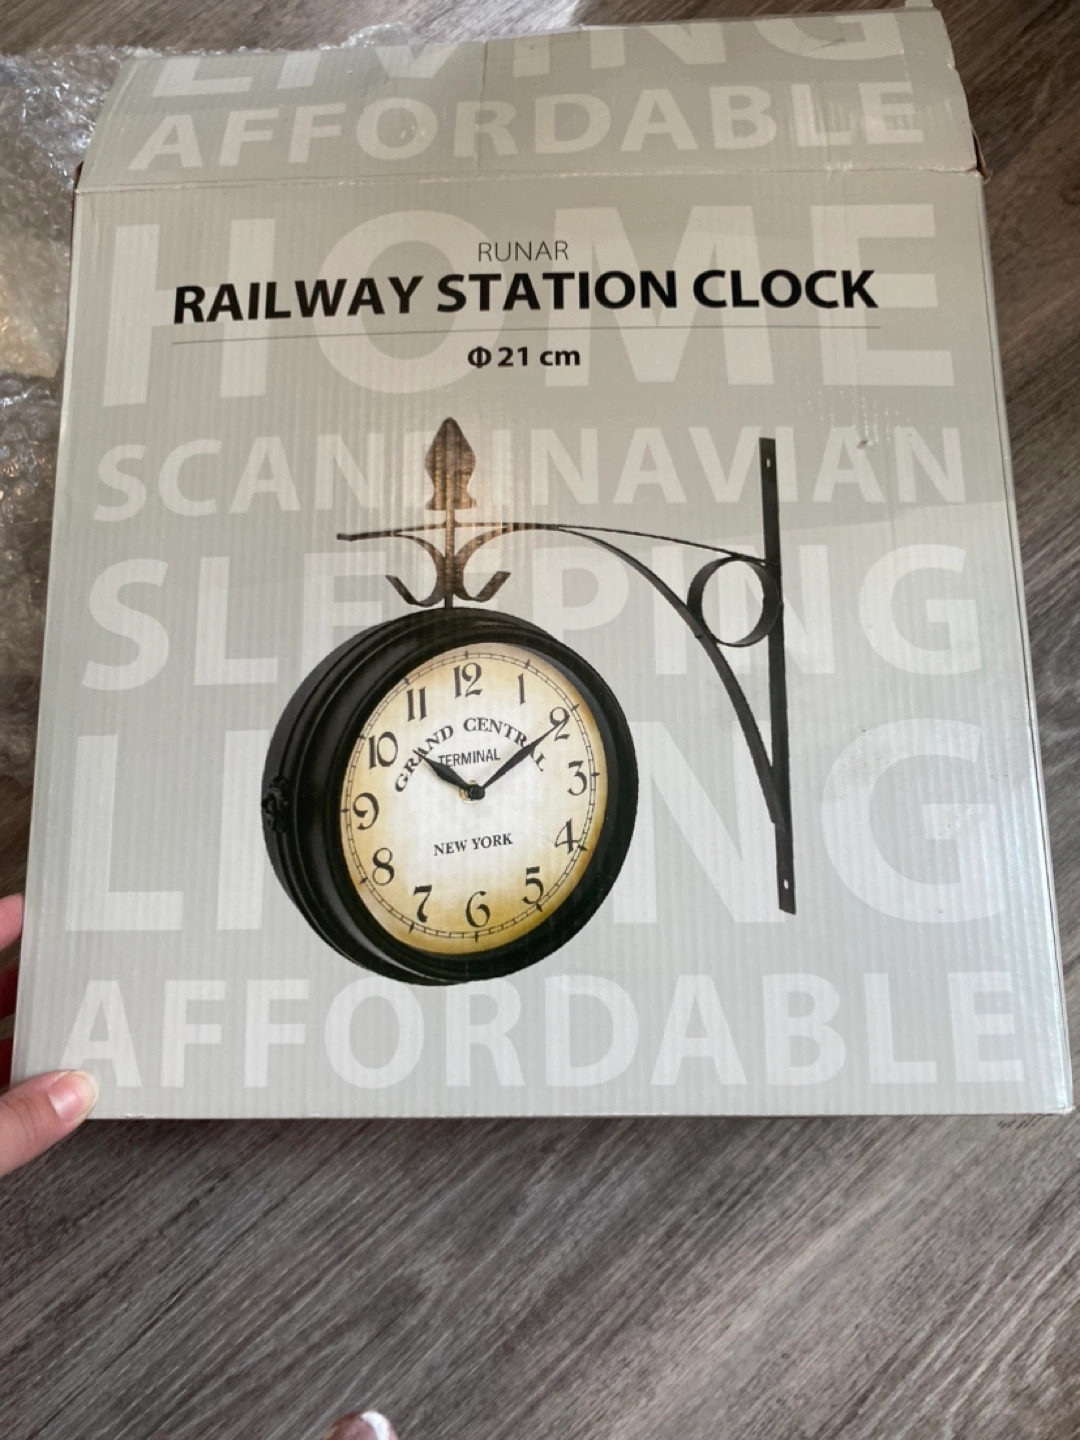 LIVING
AFFORDABLE
HOME
RUNAR
RAILWAY STATION CLOCK
Φ 21 cm
SCANDINAVIAN
SLEEPING
12
11 1
10 2
GRAND CENTRAL
TERMINAL
9 3
NEW YORK
8 4
7 5
6
LIVING
AFFORDABLE